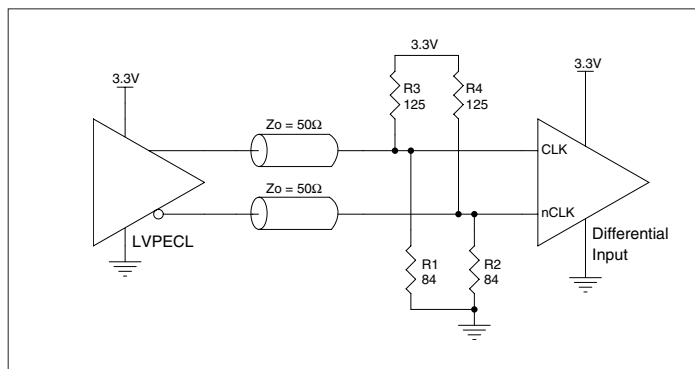 3.3V
3.3V
3.3V
R3
125
R4
125
Zo = 50Ω
Zo = 50Ω
CLK
nCLK
LVPECL
Differential
Input
R1
84
R2
84